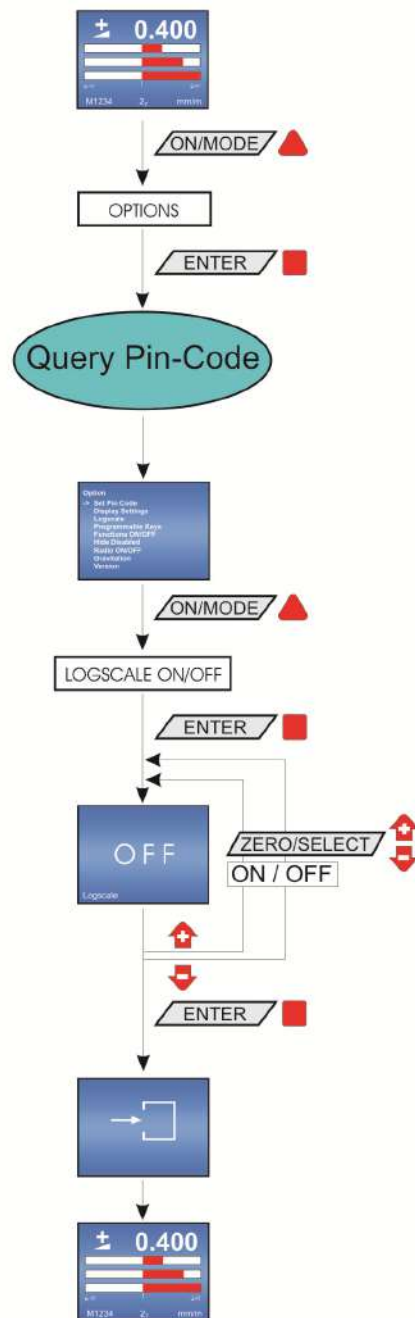 ± 0.400
M1234 2₇ mm/m
ON/MODE
OPTIONS
ENTER
Query Pin-Code
Option
-> Set Pin Code
Display Settings
Logscale
Programmable Keys
Functions ON/OFF
Hide Disabled
Radio ON/OFF
Gravitation
Version
ON/MODE
LOGSCALE ON/OFF
ENTER
OFF
Logscale
ZERO/SELECT
ON / OFF
ENTER
± 0.400
M1234 2₇ mm/m